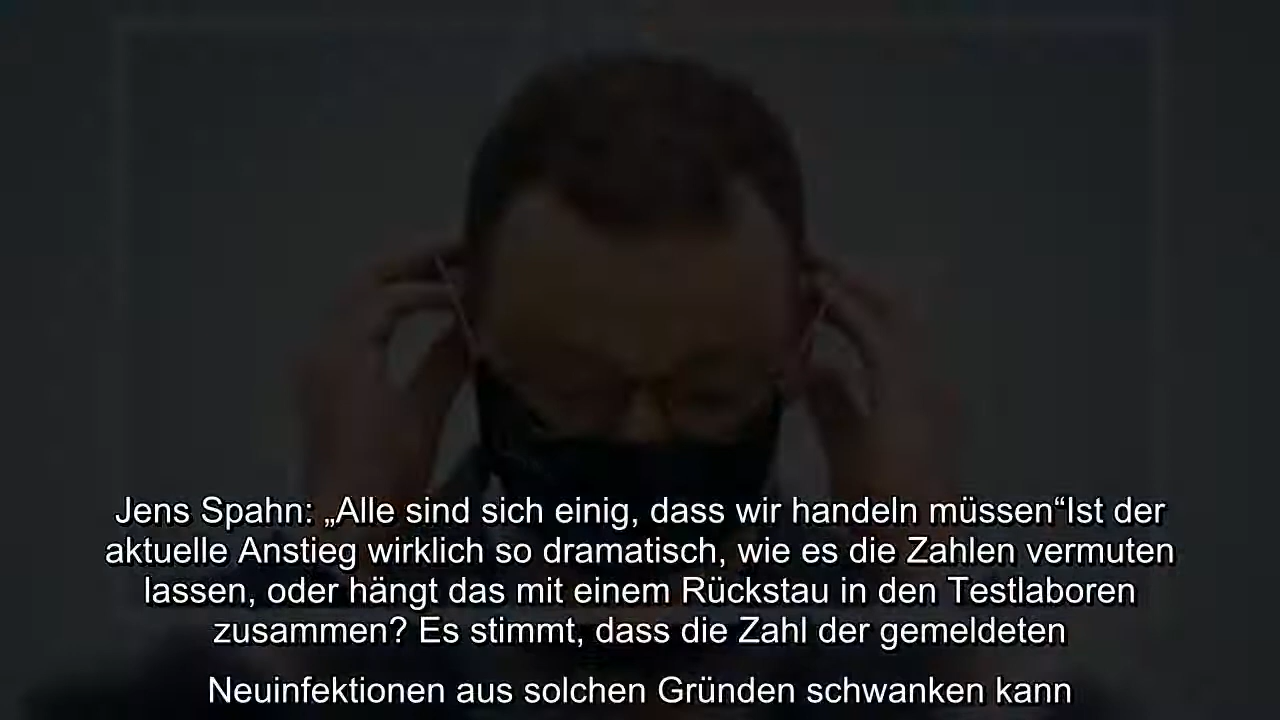 Jens Spahn: „Alle sind sich einig, dass wir handeln müssen“Ist der
aktuelle Anstieg wirklich so dramatisch, wie es die Zahlen vermuten
lassen, oder hängt das mit einem Rückstau in den Testlaboren
zusammen? Es stimmt, dass die Zahl der gemeldeten
Neuinfektionen aus solchen Gründen schwanken kann